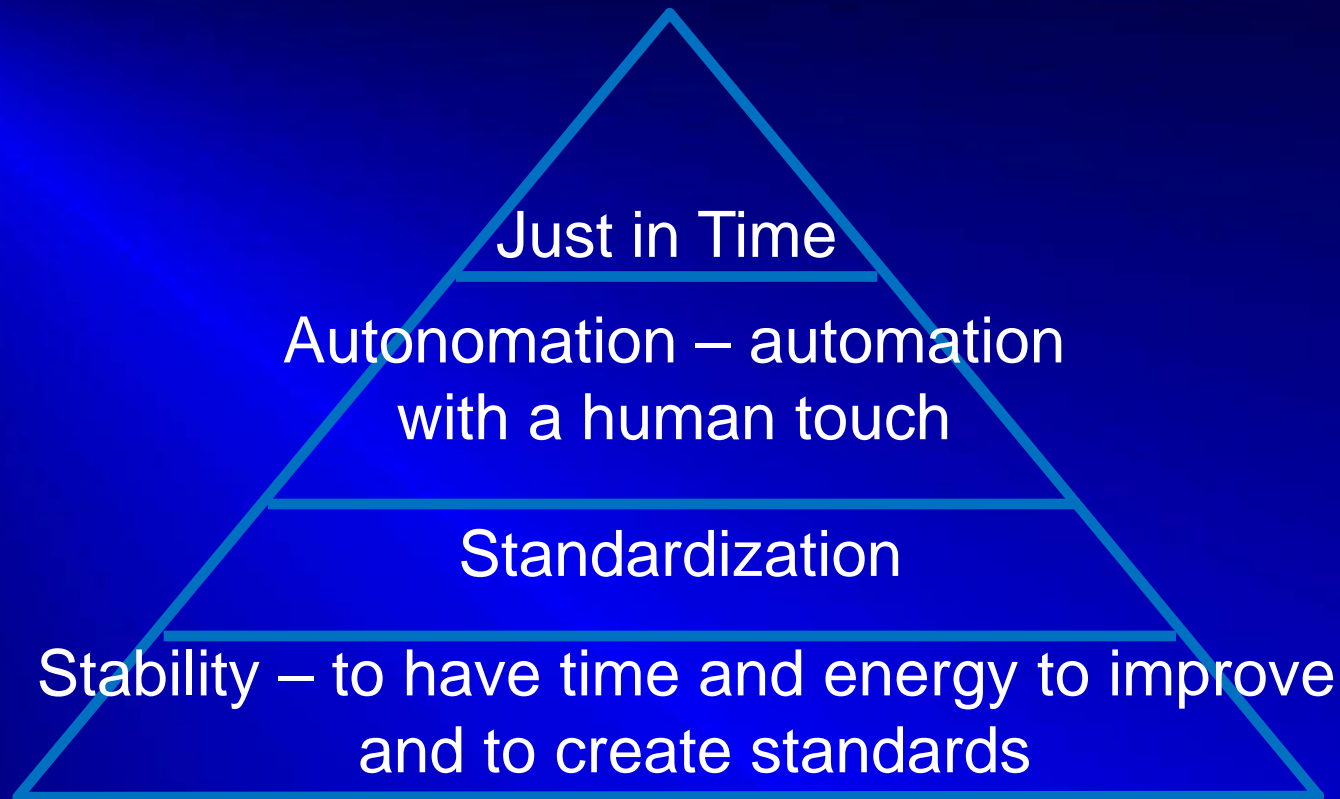 Just in Time
Autonomation – automation
with a human touch
Standardization
Stability – to have time and energy to improve
and to create standards